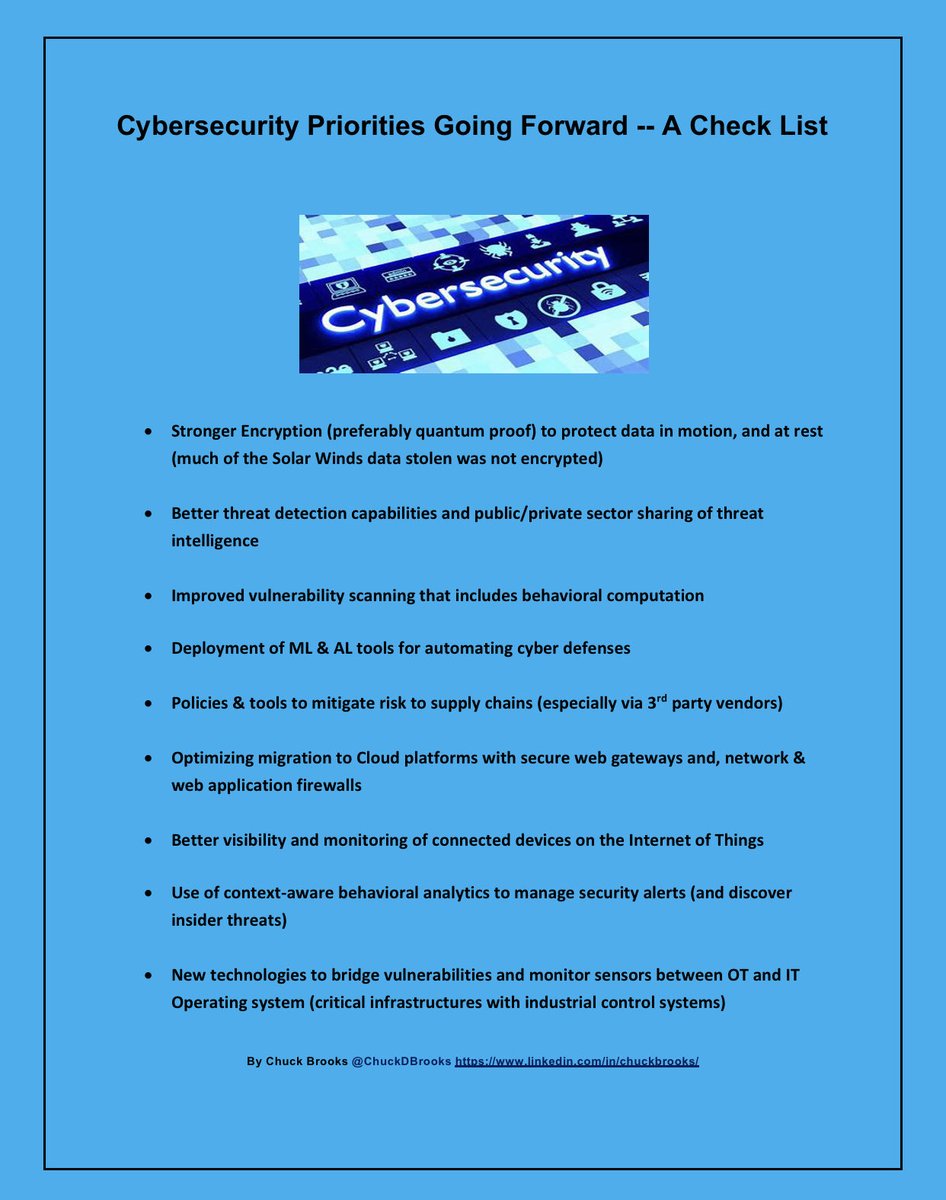 Cybersecurity Priorities Going Forward -- A Check List
Cybersecurity
• Stronger Encryption (preferably quantum proof) to protect data in motion, and at rest
(much of the Solar Winds data stolen was not encrypted)
• Better threat detection capabilities and public/private sector sharing of threat
intelligence
• Improved vulnerability scanning that includes behavioral computation
• Deployment of ML & AL tools for automating cyber defenses
• Policies & tools to mitigate risk to supply chains (especially via 3rd party vendors)
• Optimizing migration to Cloud platforms with secure web gateways and, network &
web application firewalls
• Better visibility and monitoring of connected devices on the Internet of Things
• Use of context-aware behavioral analytics to manage security alerts (and discover
insider threats)
• New technologies to bridge vulnerabilities and monitor sensors between OT and IT
Operating system (critical infrastructures with industrial control systems)
By Chuck Brooks @ChuckDBrooks https://www.linkedin.com/in/chuckbrooks/